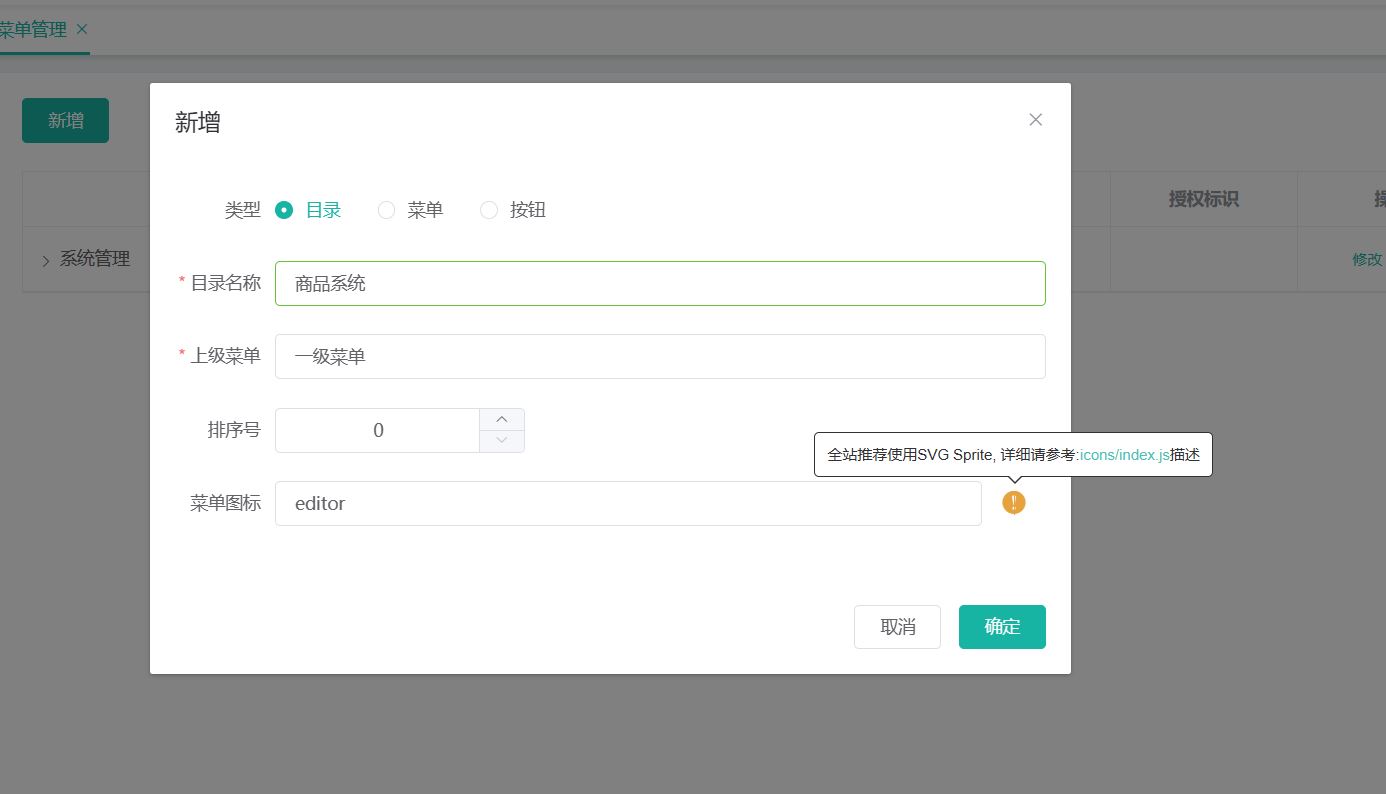 菜单管理
新增
授权标识
系统管理
修改
新增
类型 目录 菜单 按钮
* 目录名称 商品系统
* 上级菜单 一级菜单
排序号 0
全站推荐使用SVG Sprite, 详细请参考:icons/index.js描述
菜单图标 editor
取消 确定